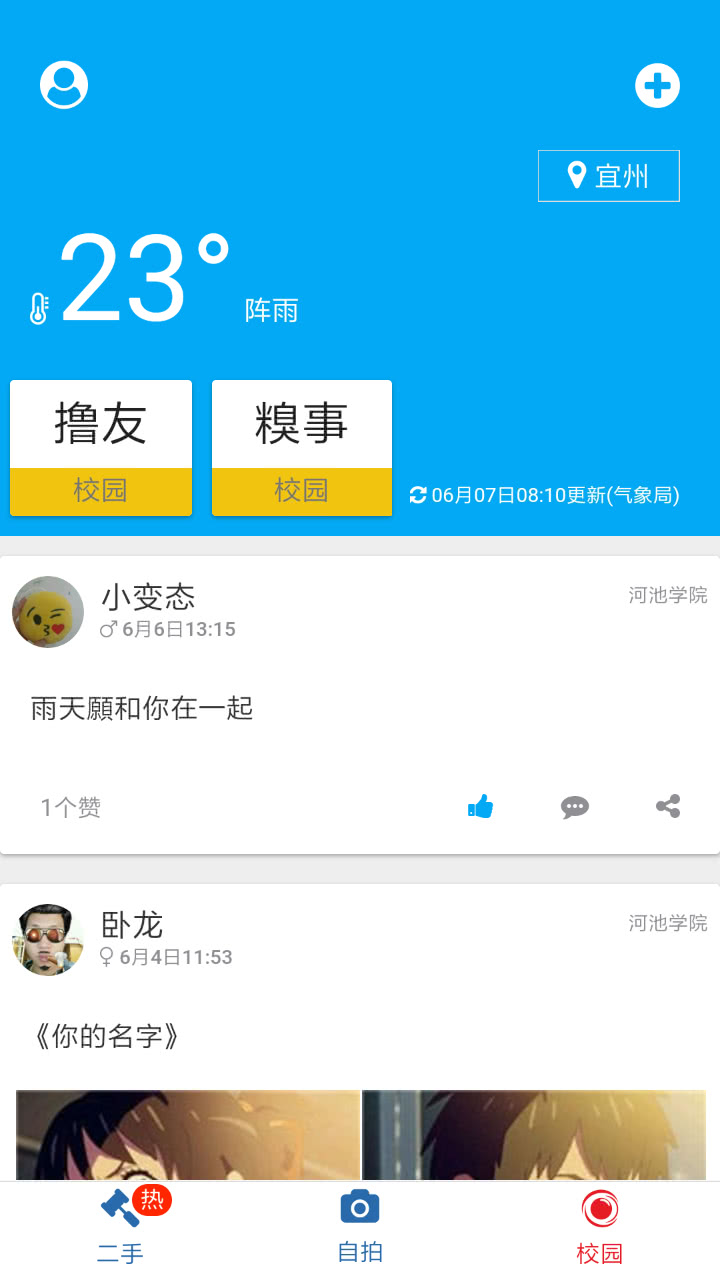 宜州
23°
阵雨
撸友
糗事
校园
校园
06月07日08:10更新(气象局)
小变态
河池学院
6月6日13:15
雨天願和你在一起
1个赞
卧龙
河池学院
6月4日11:53
《你的名字》
热
二手
自拍
校园